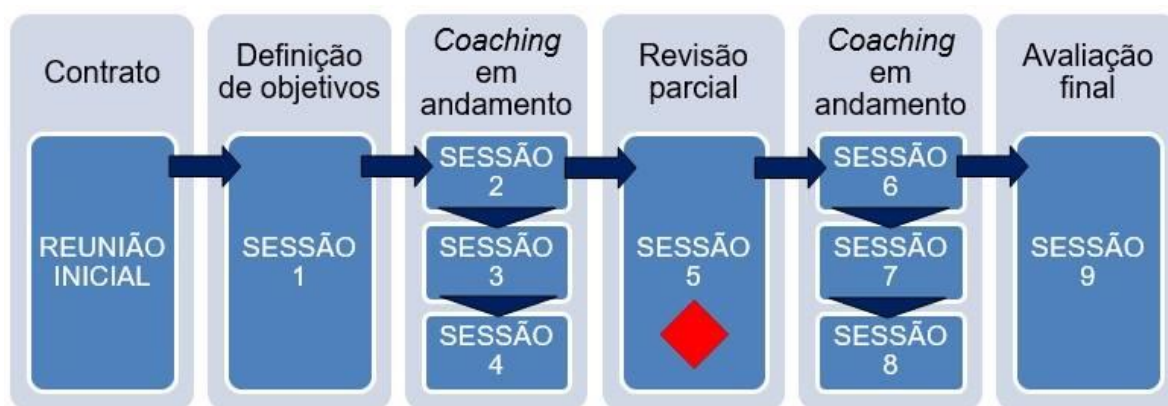 Contrato
REUNIÃO
INICIAL
Definição
de objetivos
SESSÃO
1
Coaching
em
andamento
SESSÃO
2
SESSÃO
3
SESSÃO
4
Revisão
parcial
SESSÃO
5
Coaching
em
andamento
SESSÃO
6
SESSÃO
7
SESSÃO
8
Avaliação
final
SESSÃO
9